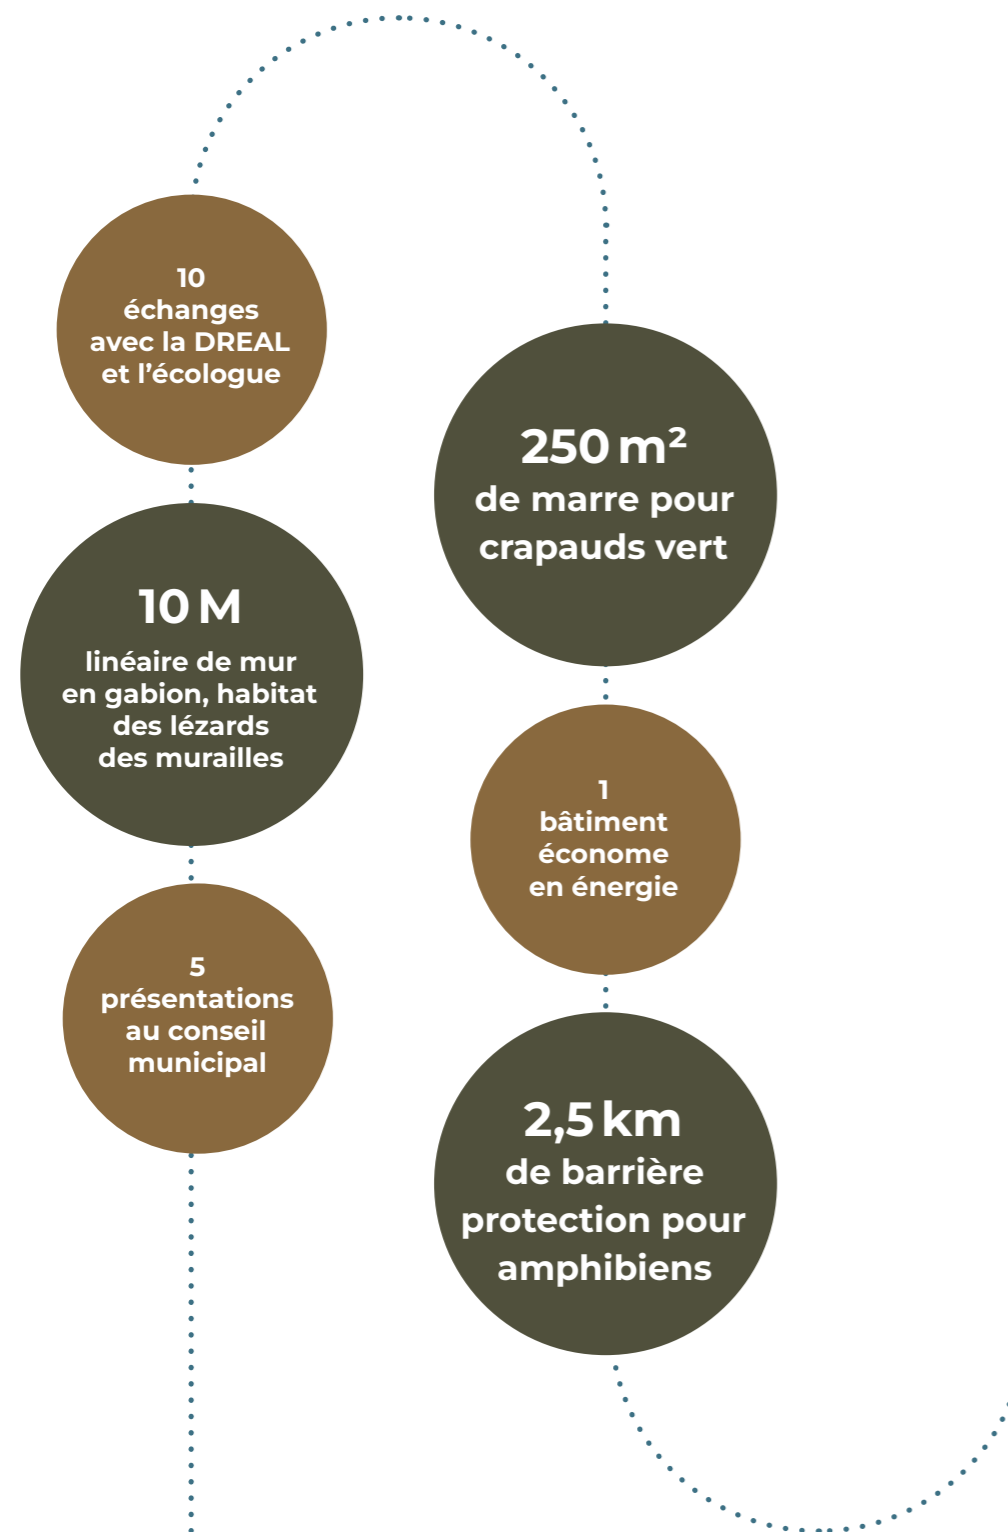 10
échanges
avec la DREAL
et l’écologue
10 M
linéaire de mur
en gabion, habitat
des lézards
des murailles
5
présentations
au conseil
municipal
250 m²
de marre pour
crapauds vert
1
bâtiment
économe
en énergie
2,5 km
de barrière
protection pour
amphibiens